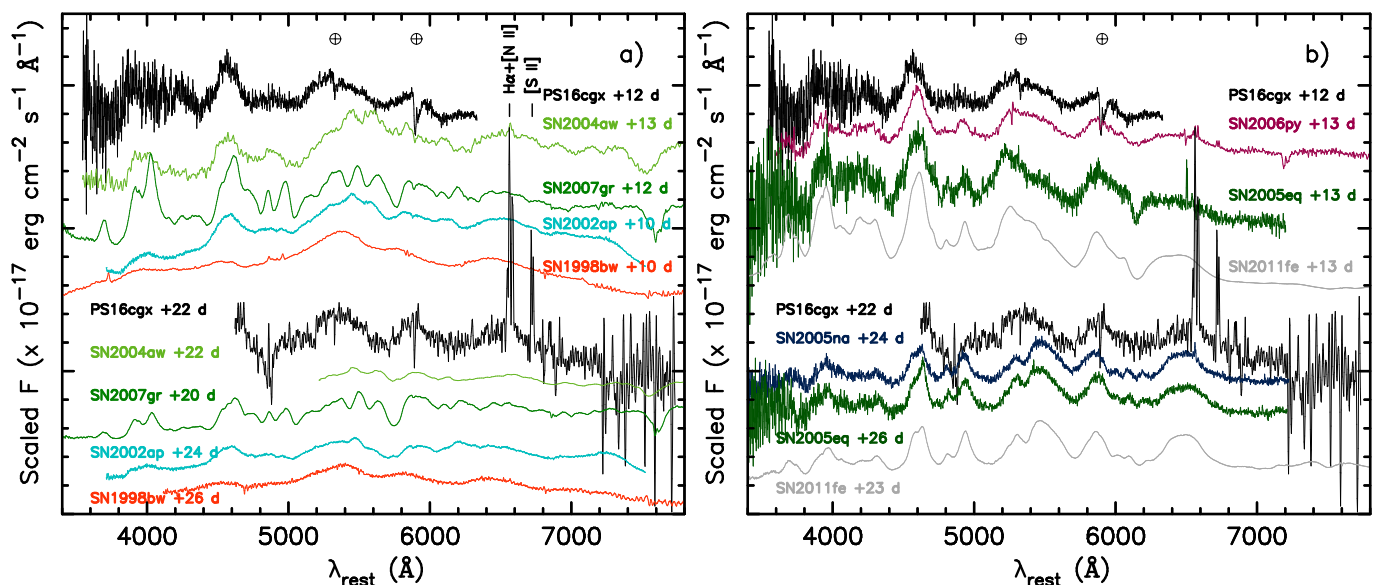 Scaled F (x 10⁻¹⁷ erg cm⁻² s⁻¹ Å⁻¹)
⊕ ⊕
a)
Hα+[N II]
[S II]
PS16cgx +12 d
SN2004aw +13 d
SN2007gr +12 d
SN2002ap +10 d
SN1998bw +10 d
PS16cgx +22 d
SN2004aw +22 d
SN2007gr +20 d
SN2002ap +24 d
SN1998bw +26 d
4000 5000 6000 7000
λrest (Å)
Scaled F (x 10⁻¹⁷ erg cm⁻² s⁻¹ Å⁻¹)
⊕ ⊕
b)
PS16cgx +12 d
SN2006py +13 d
SN2005eq +13 d
SN2011fe +13 d
PS16cgx +22 d
SN2005na +24 d
SN2005eq +26 d
SN2011fe +23 d
4000 5000 6000 7000
λrest (Å)